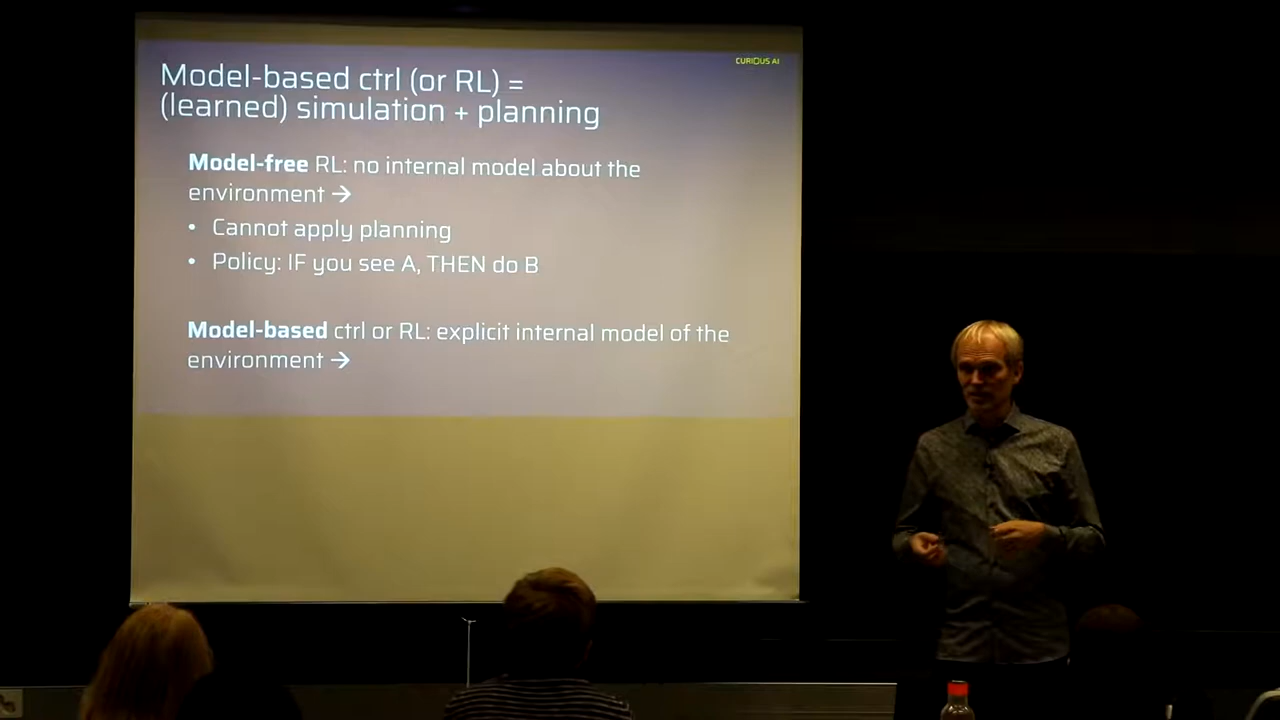 CURIOUS AI
Model-based ctrl (or RL) =
(learned) simulation + planning
Model-free RL: no internal model about the
environment →
• Cannot apply planning
• Policy: IF you see A, THEN do B
Model-based ctrl or RL: explicit internal model of the
environment →